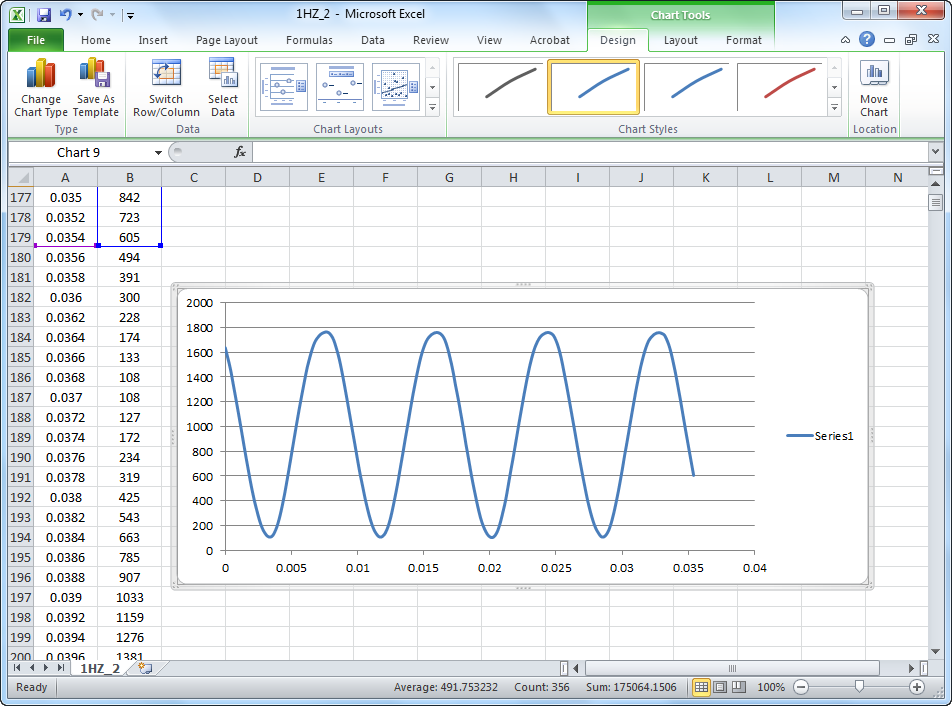 1HZ_2 - Microsoft Excel
Chart Tools
File Home Insert Page Layout Formulas Data Review View Acrobat Design Layout Format
Change Chart Type
Save As Template
Switch Row/Column
Select Data
Move Chart
Type Data Chart Layouts Chart Styles Location
Chart 9 fx
A B C D E F G H I J K L M N
177 0.035 842
178 0.0352 723
179 0.0354 605
180 0.0356 494
181 0.0358 391
182 0.036 300
183 0.0362 228
184 0.0364 174
185 0.0366 133
186 0.0368 108
187 0.037 108
188 0.0372 127
189 0.0374 172
190 0.0376 234
191 0.0378 319
192 0.038 425
193 0.0382 543
194 0.0384 663
195 0.0386 785
196 0.0388 907
197 0.039 1033
198 0.0392 1159
199 0.0394 1276
200 0.0396 1381
2000
1800
1600
1400
1200
1000
800
600
400
200
0
0 0.005 0.01 0.015 0.02 0.025 0.03 0.035 0.04
Series1
1HZ_2
Ready Average: 491.753232 Count: 356 Sum: 175064.1506 100%